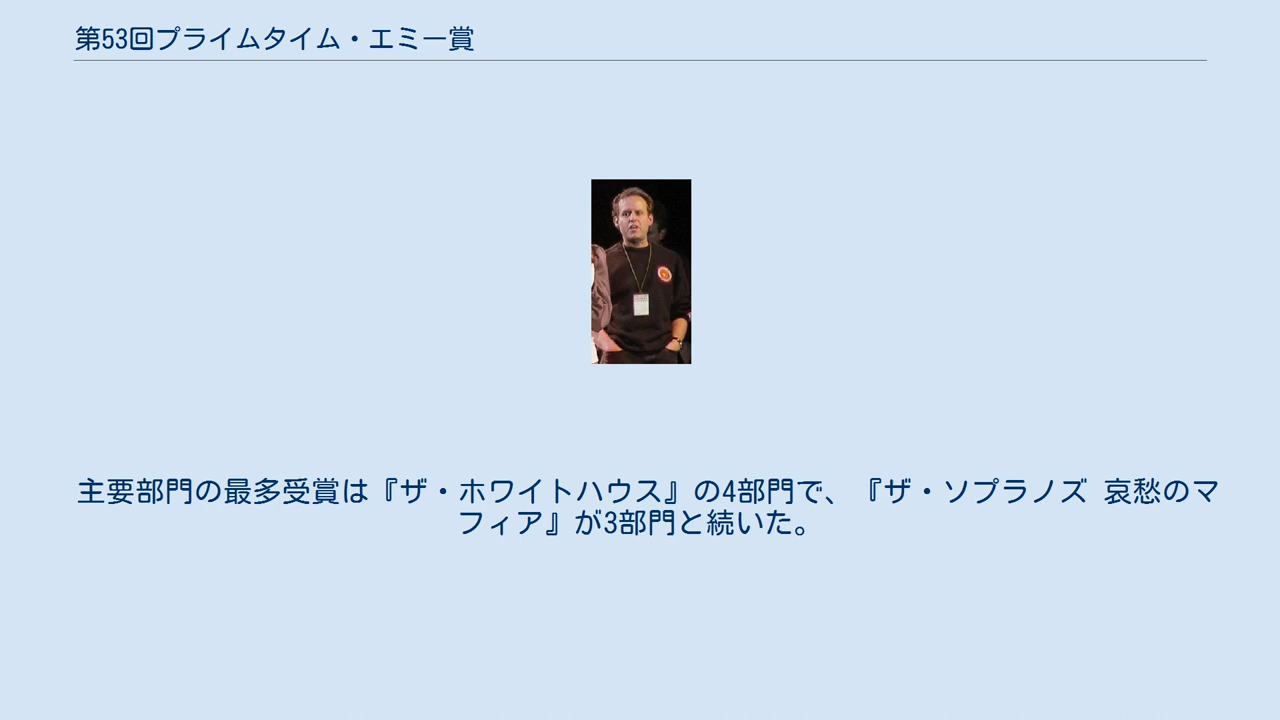 第53回プライムタイム・エミー賞
主要部門の最多受賞は『ザ・ホワイトハウス』の4部門で、『ザ・ソプラノズ 哀愁のマ
フィア』が3部門と続いた。